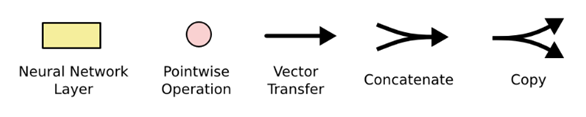 Neural Network
Layer
Pointwise
Operation
Vector
Transfer
Concatenate
Copy